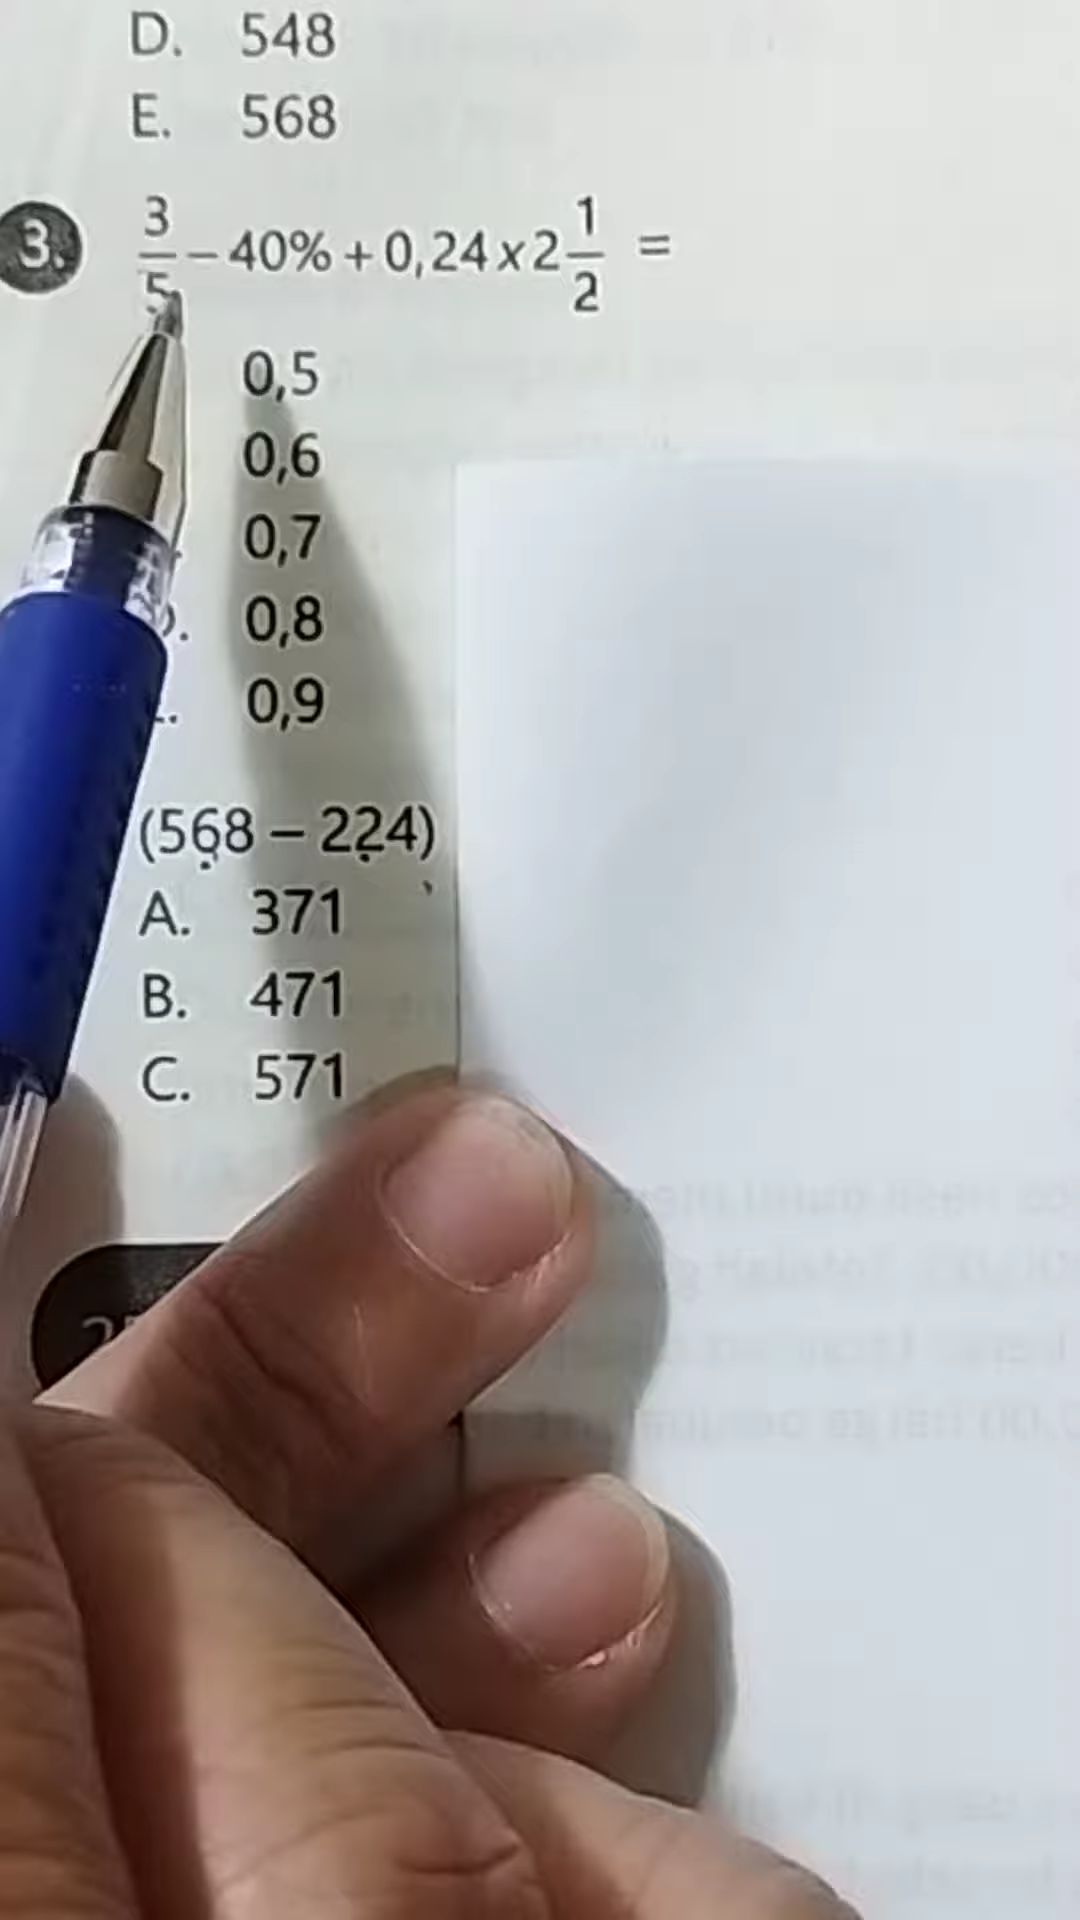 D. 548
E. 568
3. 3/5 – 40% + 0,24 x 2 1/2 =
0,5
0,6
0,7
0,8
0,9
(568 – 224)
A. 371
B. 471
C. 571